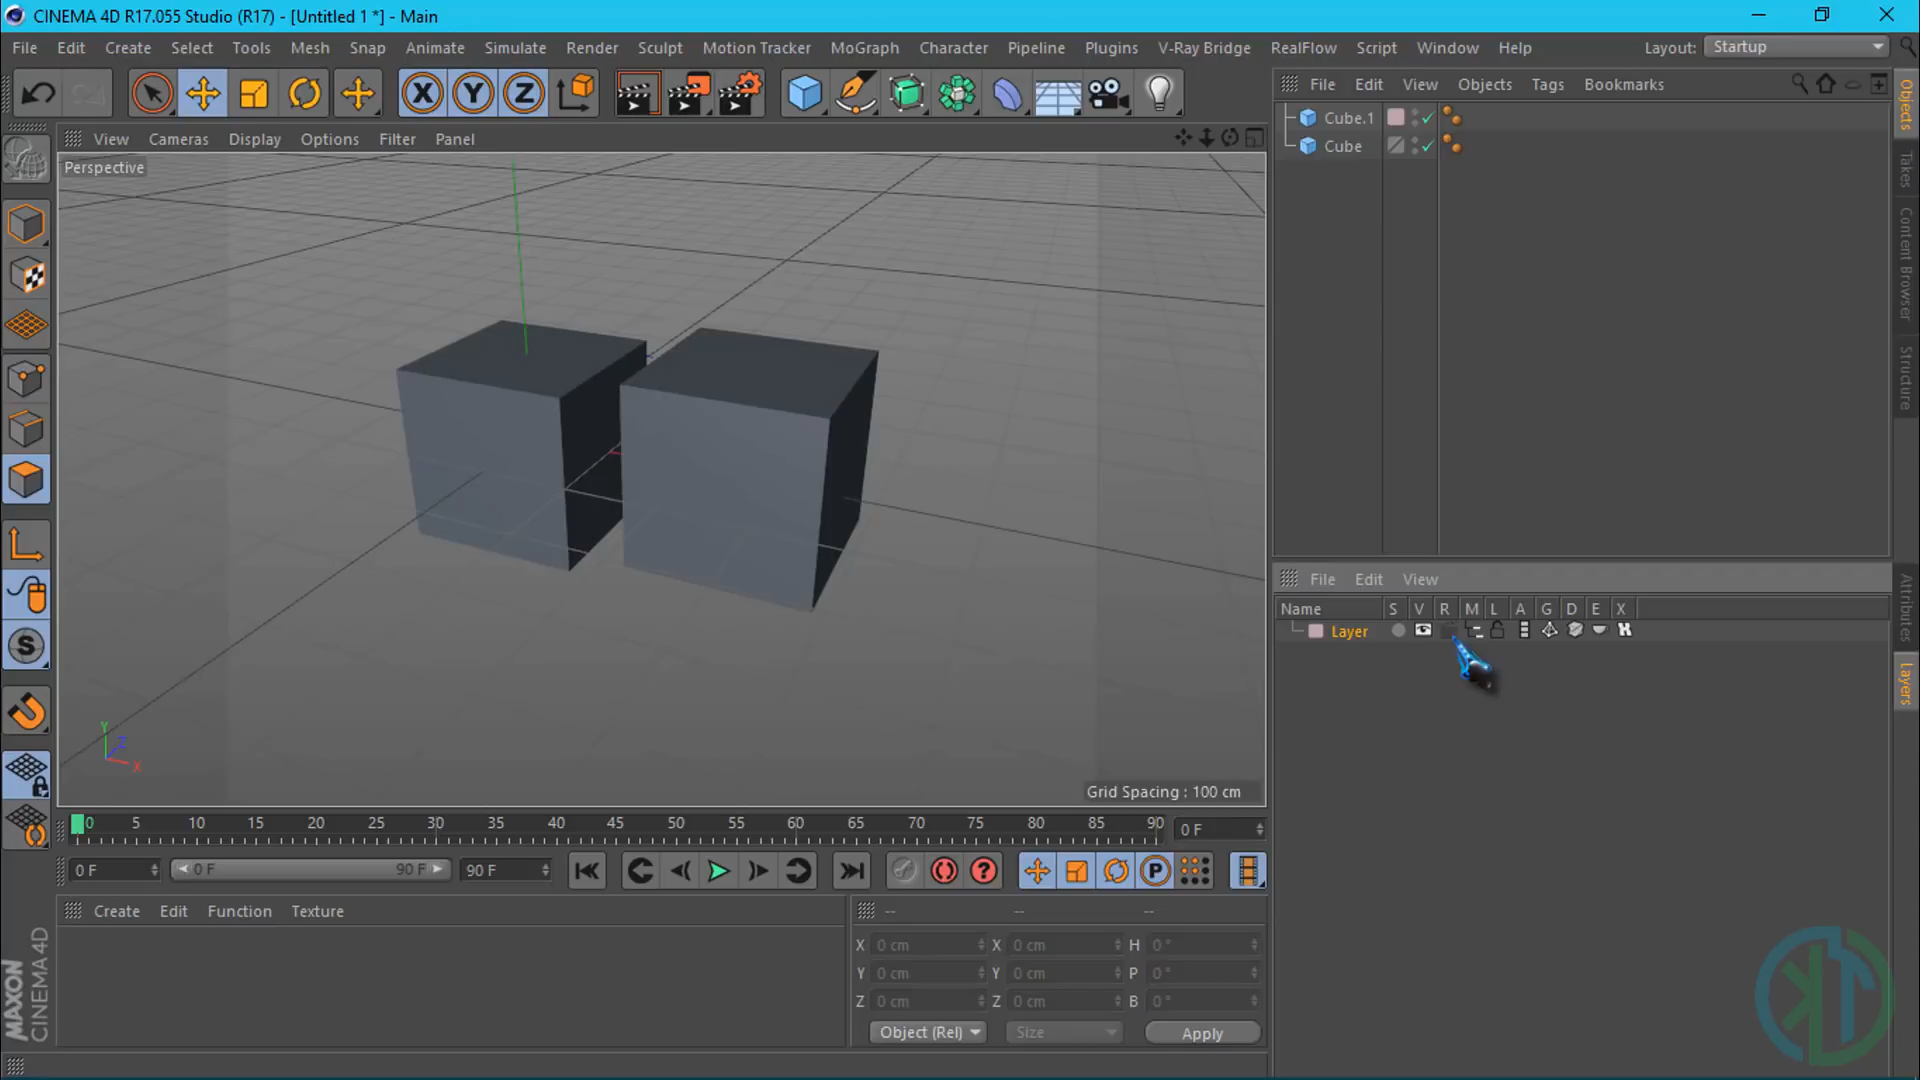 CINEMA 4D R17.055 Studio (R17) - [Untitled 1 *] - Main
File Edit Create Select Tools Mesh Snap Animate Simulate Render Sculpt Motion Tracker MoGraph Character Pipeline Plugins V-Ray Bridge RealFlow Script Window Help Layout: Startup
X Y Z
File Edit View Objects Tags Bookmarks
Cube.1
Cube
View Cameras Display Options Filter Panel
Perspective
Y
Z
X
Grid Spacing : 100 cm
S
File Edit View
Name S V R M L A G D E X
Layer
0 5 10 15 20 25 30 35 40 45 50 55 60 65 70 75 80 85 90
0 F
0 F 0 F 90 F 90 F
P
Create Edit Function Texture
-- -- --
X 0 cm X 0 cm H 0 °
Y 0 cm Y 0 cm P 0 °
Z 0 cm Z 0 cm B 0 °
Object (Rel) Size Apply
MAXON
CINEMA 4D
Objects
Takes
Content Browser
Structure
Attributes
Layers